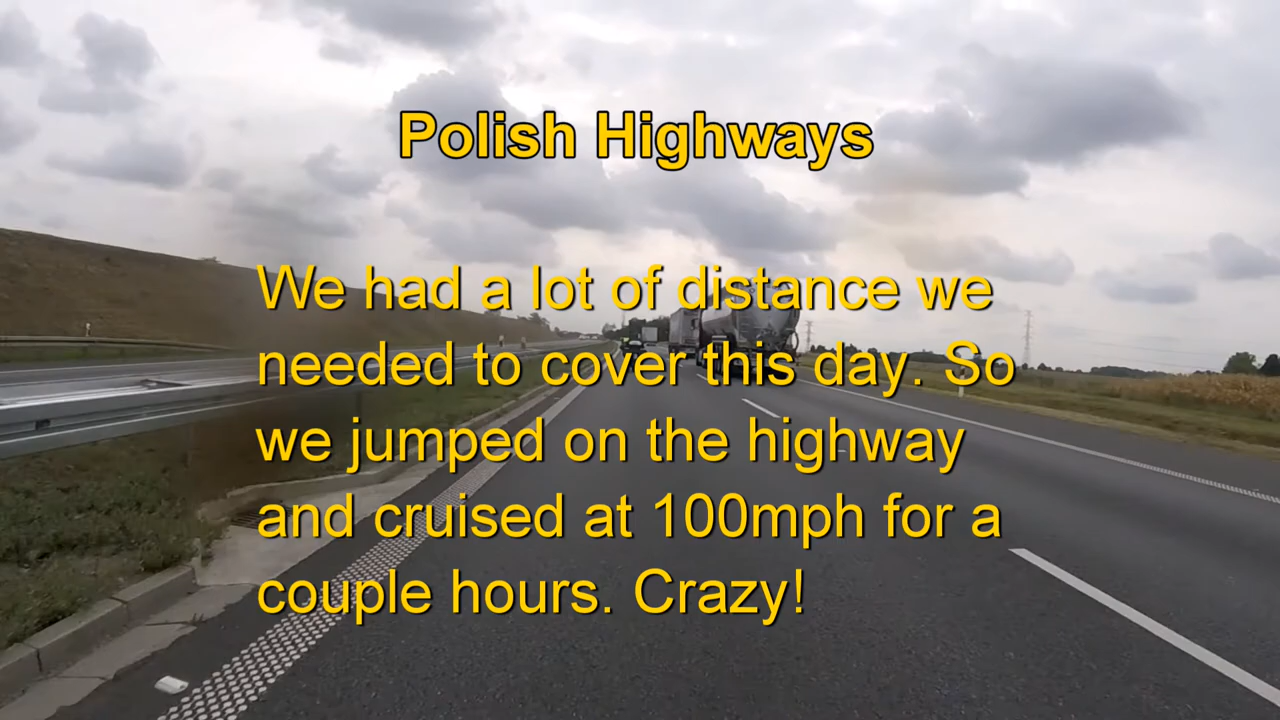 Polish Highways
We had a lot of distance we
needed to cover this day. So
we jumped on the highway
and cruised at 100mph for a
couple hours. Crazy!